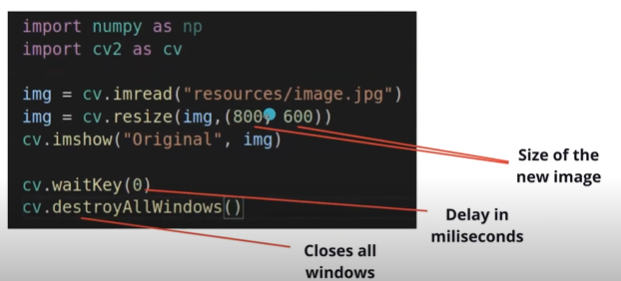 import numpy as np
import cv2 as cv
img = cv.imread("resources/image.jpg")
img = cv.resize(img,(800, 600))
cv.imshow("Original", img)
cv.waitKey(0)
cv.destroyAllWindows()
Size of the
new image
Delay in
miliseconds
Closes all
windows